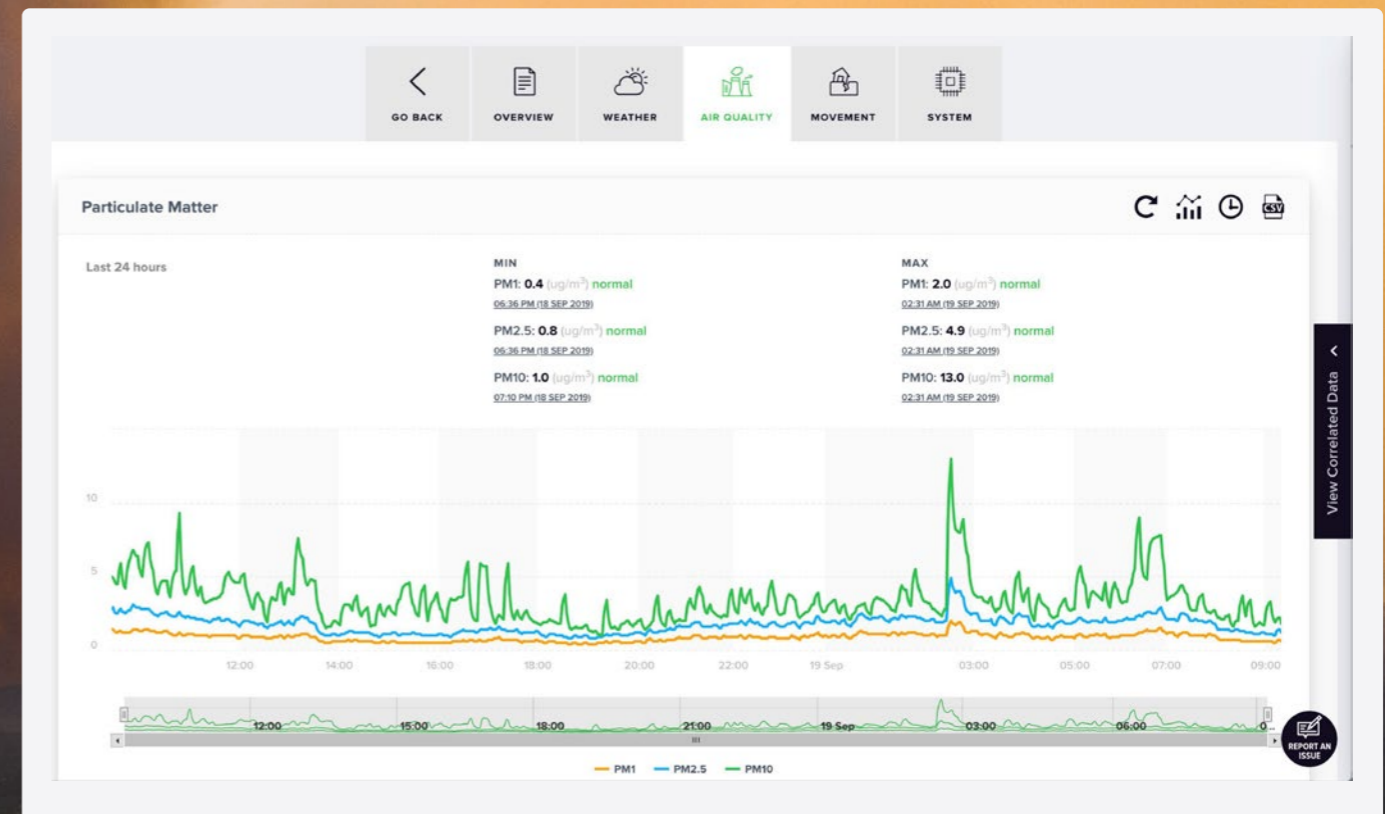 GO BACK
OVERVIEW
WEATHER
AIR QUALITY
MOVEMENT
SYSTEM
Particulate Matter
CSV
Last 24 hours
MIN
PM1: 0.4 (ug/m³) normal
06:36 PM (18 SEP 2019)
PM2.5: 0.8 (ug/m³) normal
06:36 PM (18 SEP 2019)
PM10: 1.0 (ug/m³) normal
07:10 PM (18 SEP 2019)
MAX
PM1: 2.0 (ug/m³) normal
02:31 AM (19 SEP 2019)
PM2.5: 4.9 (ug/m³) normal
02:31 AM (19 SEP 2019)
PM10: 13.0 (ug/m³) normal
02:31 AM (19 SEP 2019)
View Correlated Data
10
5
0
12:00 14:00 16:00 18:00 20:00 22:00 19 Sep 03:00 05:00 07:00 09:00
12:00 15:00 18:00 21:00 19 Sep 03:00 06:00 0...
PM1 PM2.5 PM10
REPORT AN
ISSUE